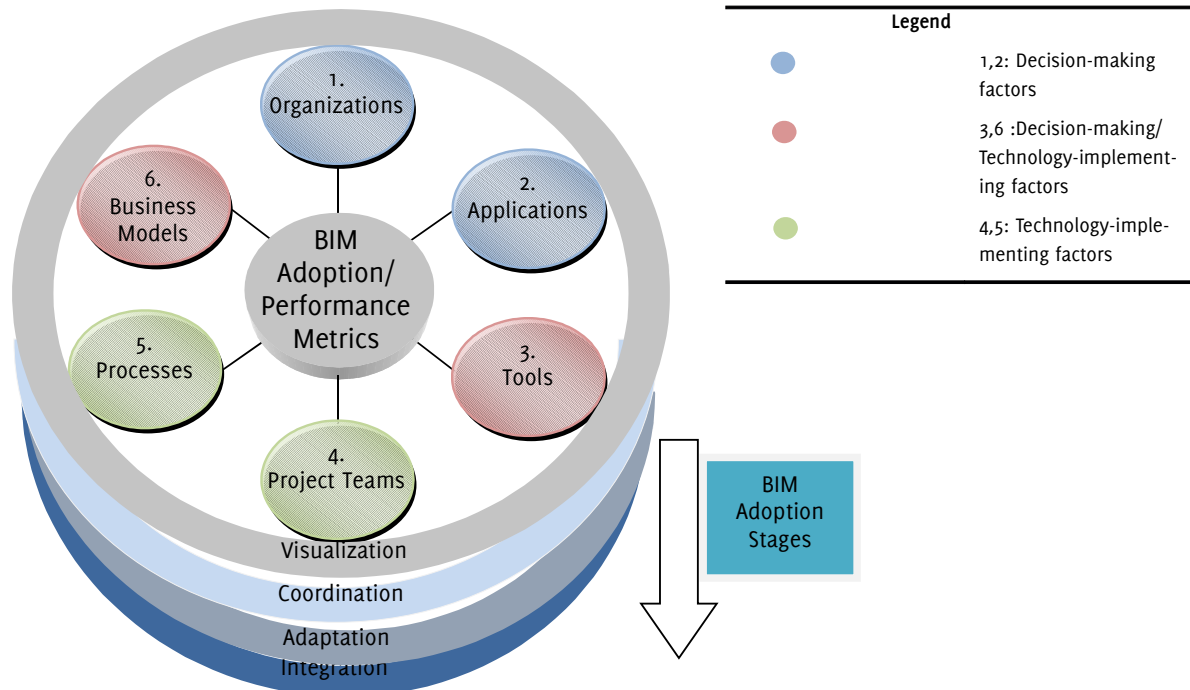 1.
Organizations
2.
Applications
3.
Tools
4.
Project Teams
5.
Processes
6.
Business
Models
BIM
Adoption/
Performance
Metrics
Visualization
Coordination
Adaptation
Integration
BIM
Adoption
Stages
Legend
1,2: Decision-making
factors
3,6 :Decision-making/
Technology-implement-
ing factors
4,5: Technology-imple-
menting factors